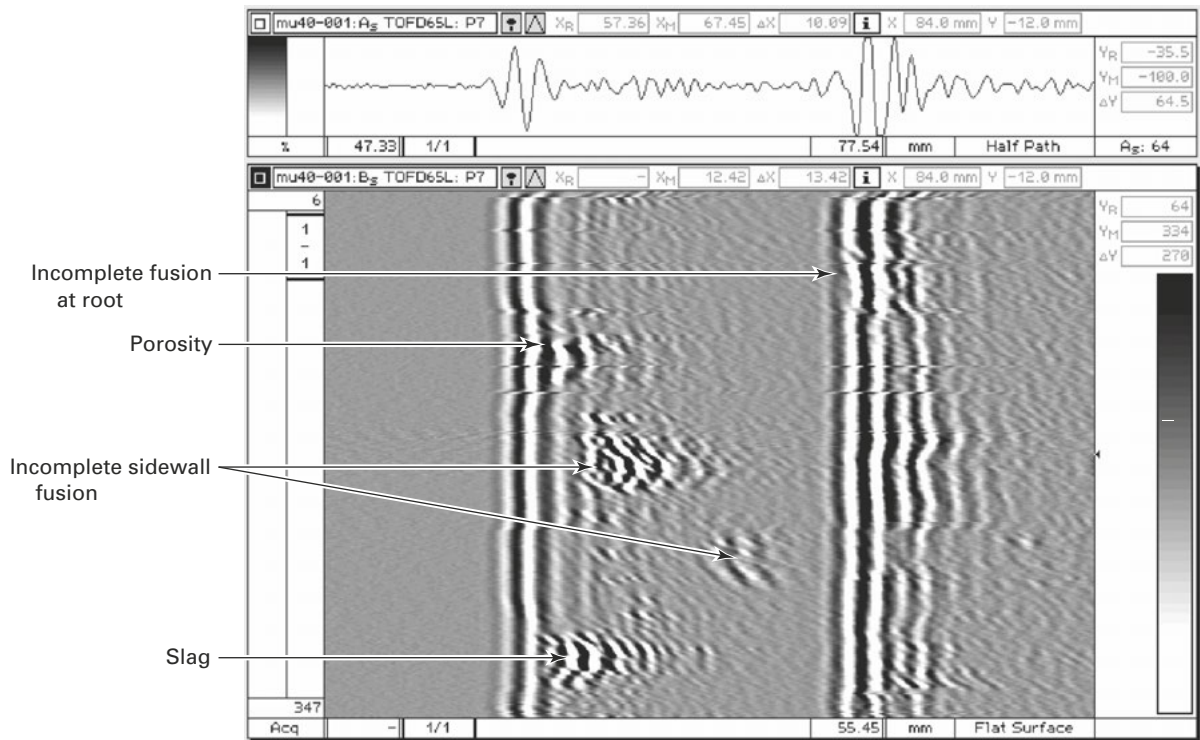 mu40-001:As TOFD65L: P7 XR 57.36 XM 67.45 ΔX 10.09 i X 84.0 mm Y -12.0 mm
YR -35.5
YM -100.0
ΔY 64.5
% 47.33 1/1 77.54 mm Half Path As: 64
mu40-001:Bs TOFD65L: P7 XR - XM 12.42 ΔX 13.42 i X 84.0 mm Y -12.0 mm
6
1
-
1
YR 64
YM 334
ΔY 270
Incomplete fusion
at root
Porosity
Incomplete sidewall
fusion
Slag
347
Acq - 1/1 55.45 mm Flat Surface